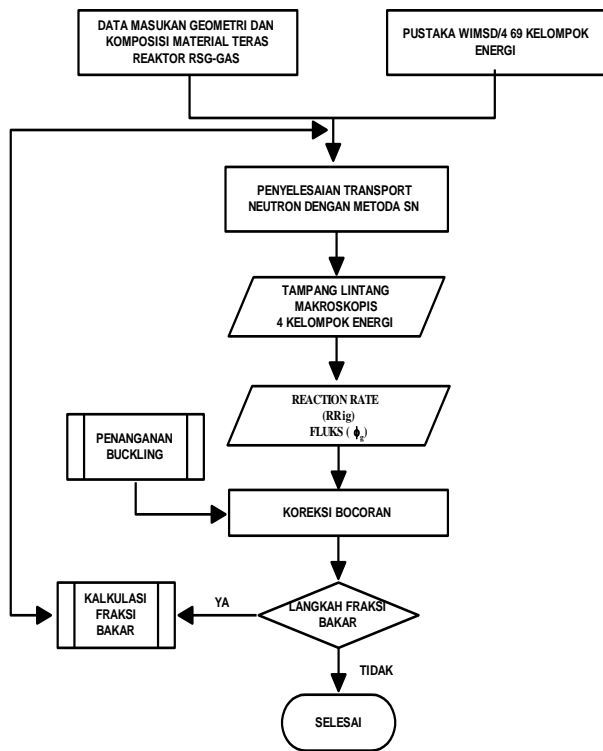 DATA MASUKAN GEOMETRI DAN
KOMPOSISI MATERIAL TERAS
REAKTOR RSG-GAS
PUSTAKA WIMSD/4 69 KELOMPOK
ENERGI
PENYELESAIAN TRANSPORT
NEUTRON DENGAN METODA SN
TAMPANG LINTANG
MAKROSKOPIS
4 KELOMPOK ENERGI
REACTION RATE
(RRig)
FLUKS ( ϕg)
PENANGANAN
BUCKLING
KOREKSI BOCORAN
KALKULASI
FRAKSI
BAKAR
YA
LANGKAH FRAKSI
BAKAR
TIDAK
SELESAI